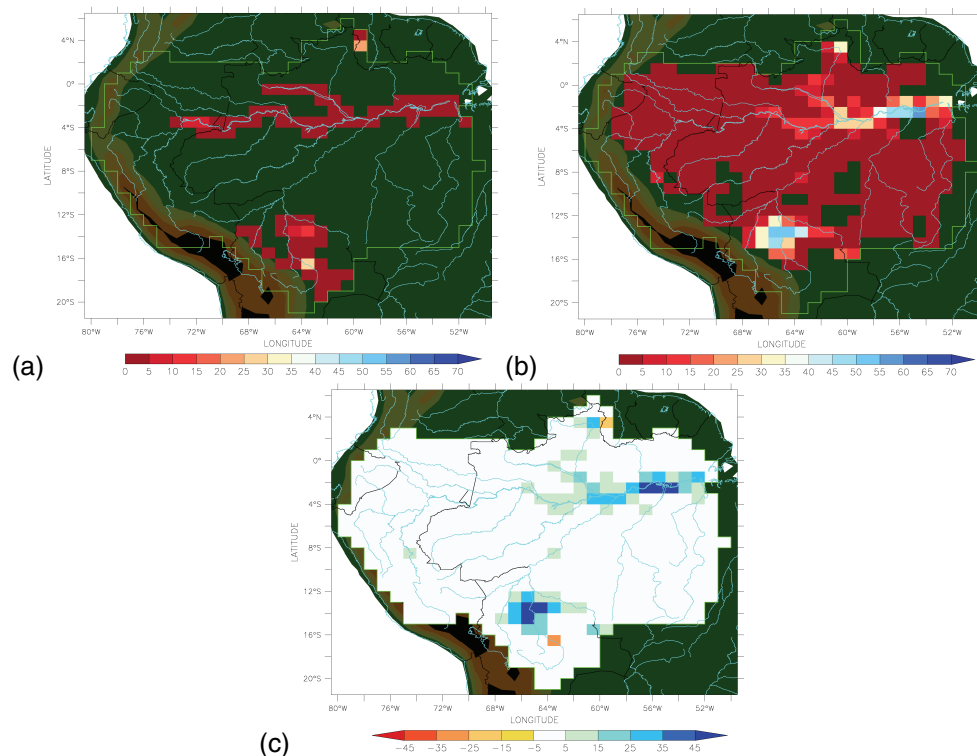 4°N
0°
4°S
8°S
12°S
16°S
20°S
LATITUDE
80°W 76°W 72°W 68°W 64°W 60°W 56°W 52°W
LONGITUDE
(a)
0 5 10 15 20 25 30 35 40 45 50 55 60 65 70
4°N
0°
4°S
8°S
12°S
16°S
20°S
LATITUDE
80°W 76°W 72°W 68°W 64°W 60°W 56°W 52°W
LONGITUDE
(b)
0 5 10 15 20 25 30 35 40 45 50 55 60 65 70
4°N
0°
4°S
8°S
12°S
16°S
20°S
LATITUDE
80°W 76°W 72°W 68°W 64°W 60°W 56°W 52°W
LONGITUDE
(c)
-45 -35 -25 -15 -5 5 15 25 35 45